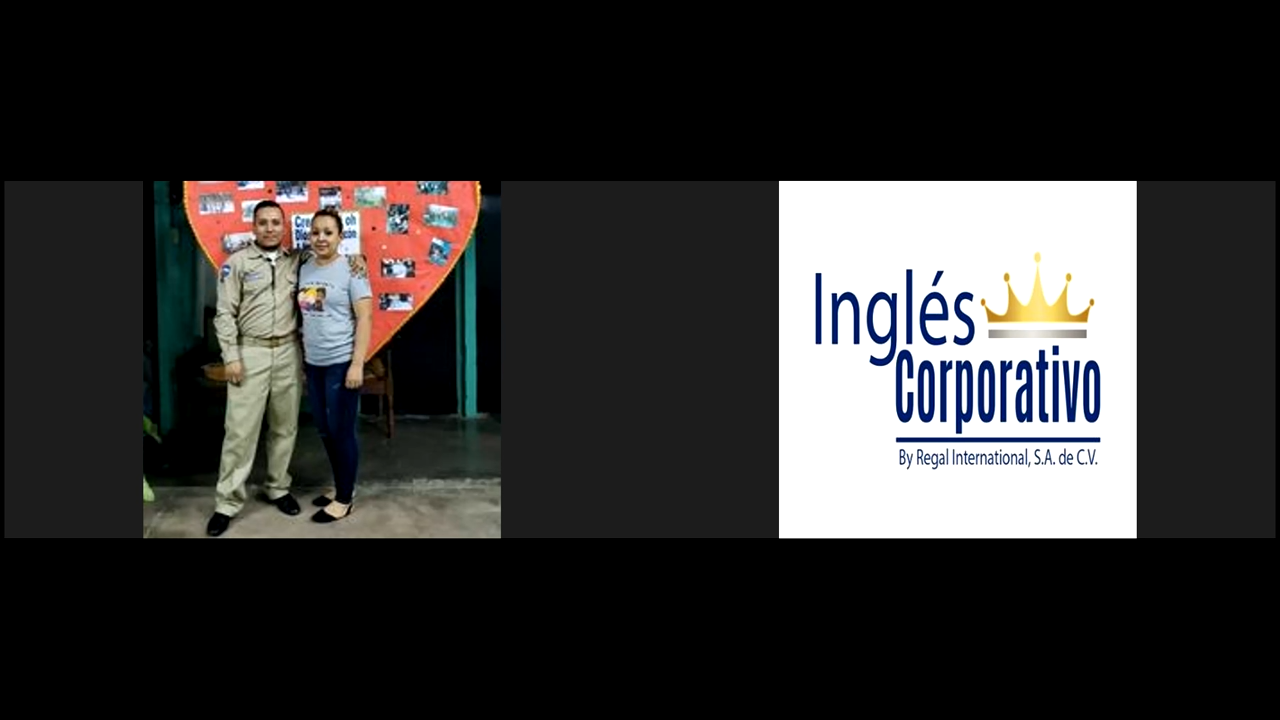 Inglés
Corporativo
By Regal International, S.A. de C.V.